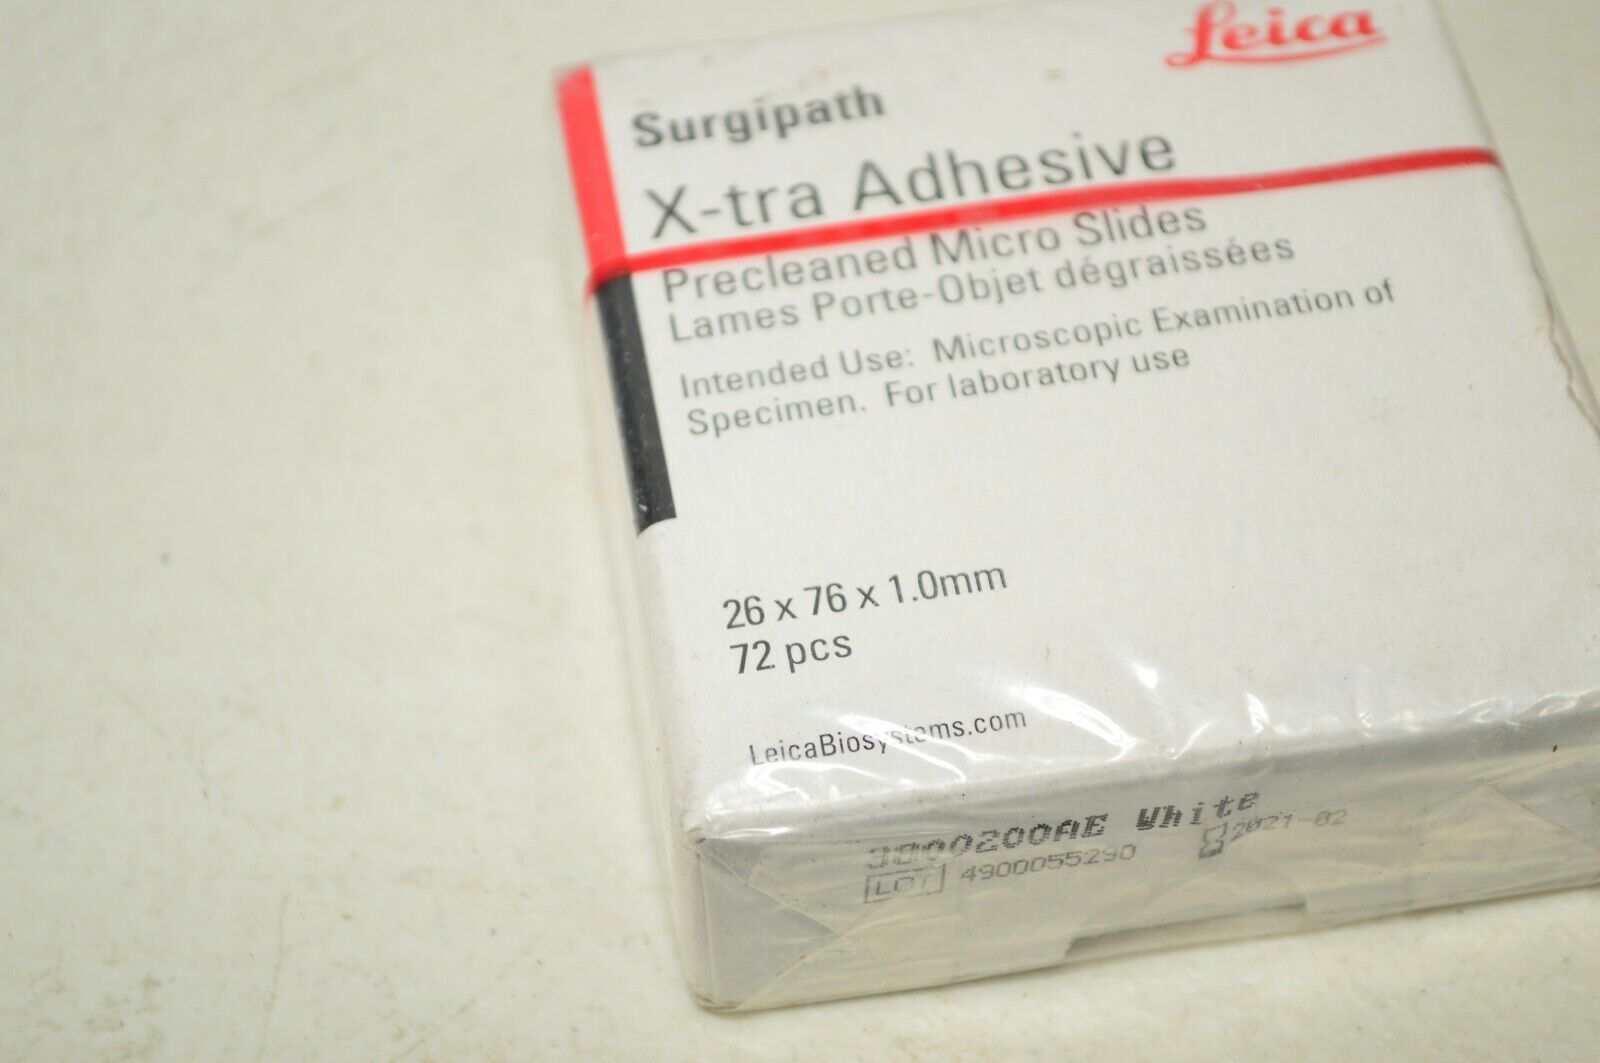 Leica
Surgipath
X-tra Adhesive
Precleaned Micro Slides
Lames Porte-Objet dégraissées
Intended Use: Microscopic Examination of
Specimen. For laboratory use
26 x 76 x 1.0mm
72 pcs
LeicaBiosystems.com
3800200AE White
LOT 4900055290 2021-02